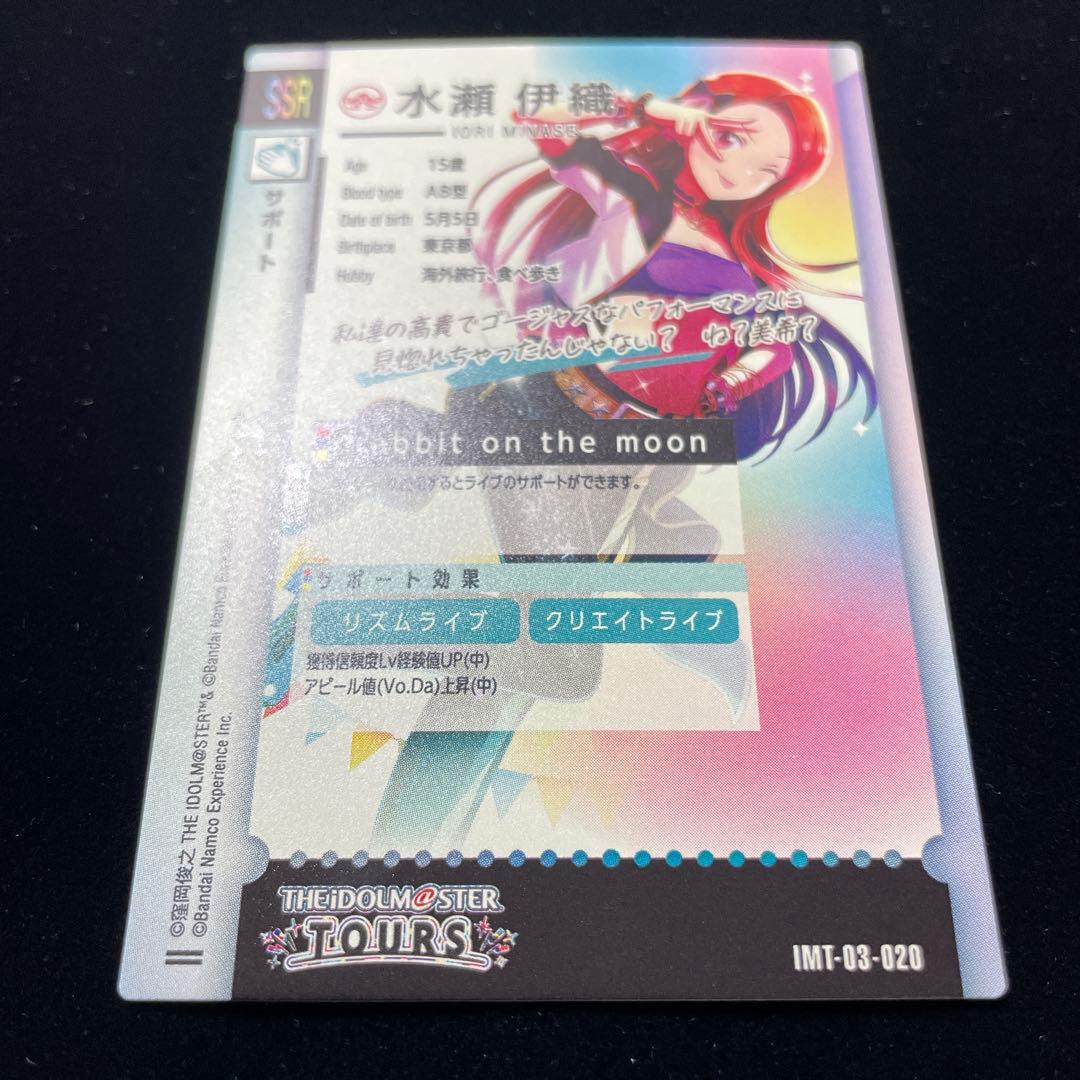 SSR
サポート
水瀬 伊織
IORI MINASE
Age 15歳
Blood type AB型
Date of birth 5月5日
Birthplace 東京都
Hobby 海外旅行、食べ歩き
私達の高貴でゴージャスなパフォーマンスに
見惚れちゃったんじゃない? ね?美希?
Rabbit on the moon
するとライブのサポートができます。
サポート効果
リズムライブ クリエイトライブ
獲得信頼度Lv経験値UP(中)
アピール値(Vo.Da)上昇(中)
©窪岡俊之 THE IDOLM@STER™& ©Bandai Namco
©Bandai Namco Experience Inc.
THE iDOLM@STER
TOURS
IMT-03-020